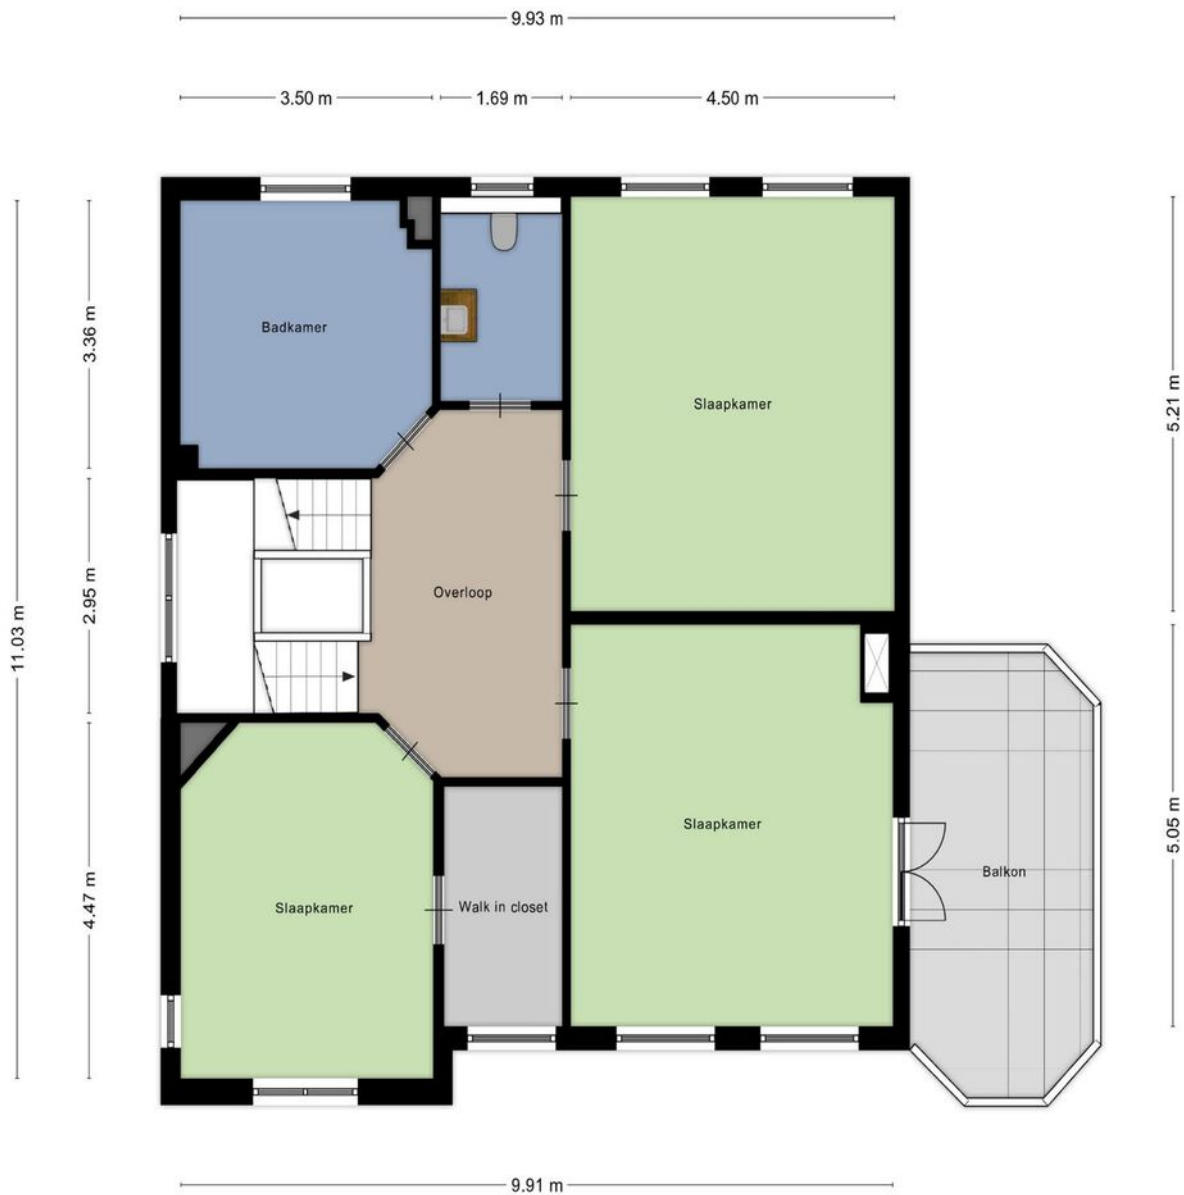 9.93 m
3.50 m
1.69 m
4.50 m
Badkamer
3.36 m
Slaapkamer
5.21 m
Overloop
2.95 m
11.03 m
Slaapkamer
5.05 m
Balkon
Slaapkamer
Walk in closet
4.47 m
9.91 m